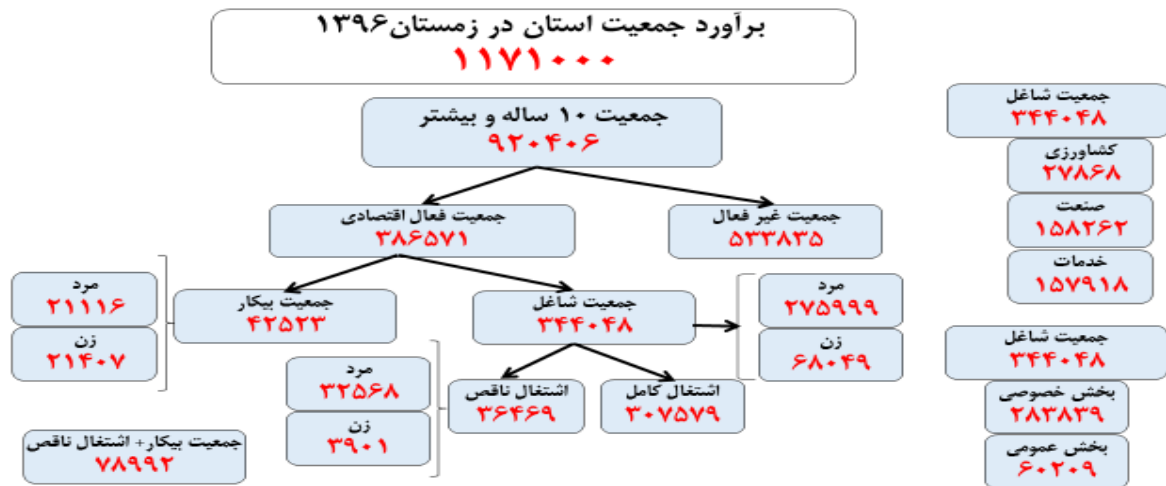 برآورد جمعیت استان در زمستان۱۳۹۶
۱۱۷۱۰۰۰
جمعیت ۱۰ ساله و بیشتر
۹۲۰۴۰۶
جمعیت غیر فعال
۵۳۳۸۳۵
جمعیت فعال اقتصادی
۳۸۶۵۷۱
جمعیت شاغل
۳۴۴۰۴۸
جمعیت بیکار
۴۲۵۲۳
مرد
۲۷۵۹۹۹
زن
۶۸۰۴۹
مرد
۲۱۱۱۶
زن
۲۱۴۰۷
اشتغال کامل
۳۰۷۵۷۹
اشتغال ناقص
۳۶۴۶۹
مرد
۳۲۵۶۸
زن
۳۹۰۱
جمعیت بیکار+ اشتغال ناقص
۷۸۹۹۲
جمعیت شاغل
۳۴۴۰۴۸
کشاورزی
۲۷۸۶۸
صنعت
۱۵۸۲۶۲
خدمات
۱۵۷۹۱۸
جمعیت شاغل
۳۴۴۰۴۸
بخش خصوصی
۲۸۳۸۳۹
بخش عمومی
۶۰۲۰۹